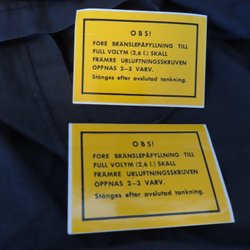 OBS!
FÖRE BRÄNSLEPÅFYLLNING TILL
FULL VOLYM (2,6 l.) SKALL
FRÄMRE URLUFTNINGSSKRUVEN
ÖPPNAS 2—3 VARV.
Stänges efter avslutad tankning.
OBS!
FÖRE BRÄNSLEPÅFYLLNING TILL
FULL VOLYM (2,6 l.) SKALL
FRÄMRE URLUFTNINGSSKRUVEN
ÖPPNAS 2—3 VARV.
Stänges efter avslutad tankning.